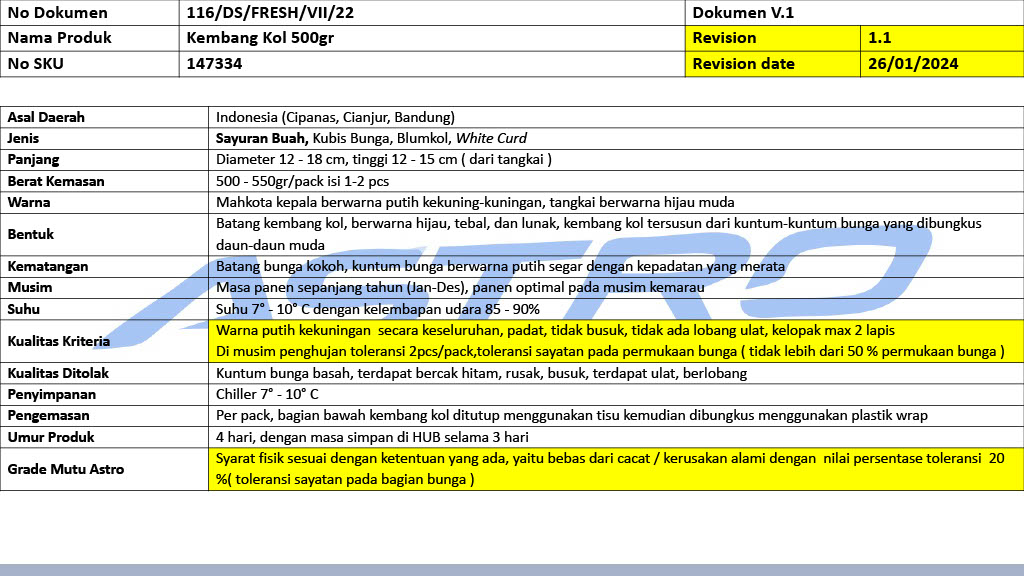 No Dokumen 116/DS/FRESH/VII/22 Dokumen V.1
Nama Produk Kembang Kol 500gr Revision 1.1
No SKU 147334 Revision date 26/01/2024
ASTRO
Asal Daerah Indonesia (Cipanas, Cianjur, Bandung)
Jenis Sayuran Buah, Kubis Bunga, Blumkol, White Curd
Panjang Diameter 12 - 18 cm, tinggi 12 - 15 cm ( dari tangkai )
Berat Kemasan 500 - 550gr/pack isi 1-2 pcs
Warna Mahkota kepala berwarna putih kekuning-kuningan, tangkai berwarna hijau muda
Bentuk Batang kembang kol, berwarna hijau, tebal, dan lunak, kembang kol tersusun dari kuntum-kuntum bunga yang dibungkus
daun-daun muda
Kematangan Batang bunga kokoh, kuntum bunga berwarna putih segar dengan kepadatan yang merata
Musim Masa panen sepanjang tahun (Jan-Des), panen optimal pada musim kemarau
Suhu Suhu 7° - 10° C dengan kelembapan udara 85 - 90%
Kualitas Kriteria Warna putih kekuningan secara keseluruhan, padat, tidak busuk, tidak ada lobang ulat, kelopak max 2 lapis
Di musim penghujan toleransi 2pcs/pack,toleransi sayatan pada permukaan bunga ( tidak lebih dari 50 % permukaan bunga )
Kualitas Ditolak Kuntum bunga basah, terdapat bercak hitam, rusak, busuk, terdapat ulat, berlobang
Penyimpanan Chiller 7° - 10° C
Pengemasan Per pack, bagian bawah kembang kol ditutup menggunakan tisu kemudian dibungkus menggunakan plastik wrap
Umur Produk 4 hari, dengan masa simpan di HUB selama 3 hari
Grade Mutu Astro Syarat fisik sesuai dengan ketentuan yang ada, yaitu bebas dari cacat / kerusakan alami dengan nilai persentase toleransi 20
%( toleransi sayatan pada bagian bunga )